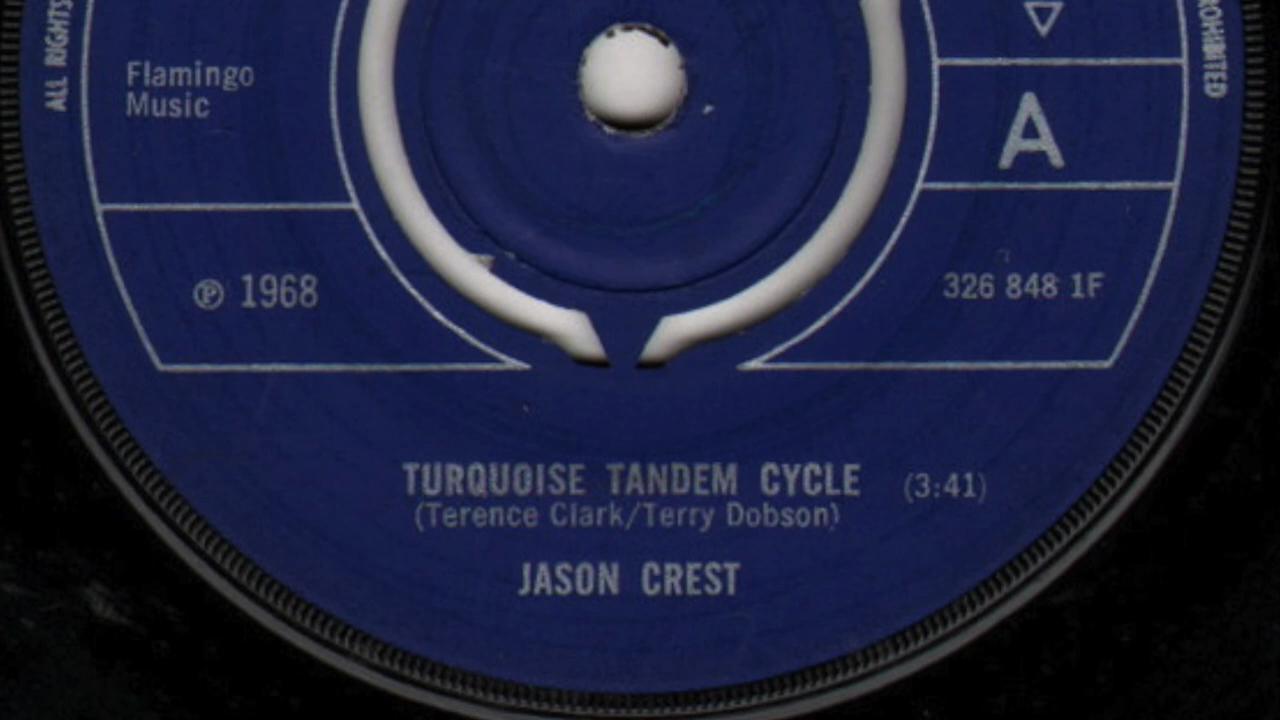 ALL RIGHTS
Flamingo
Music
℗ 1968
A
326 848 1F
TURQUOISE TANDEM CYCLE (3:41)
(Terence Clark/Terry Dobson)
JASON CREST